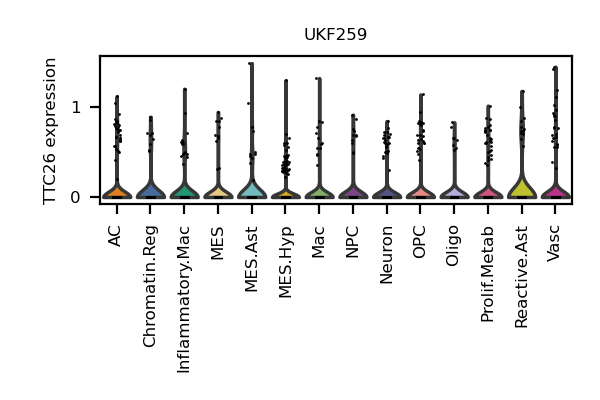 UKF259
TTC26 expression
1
0
AC
Chromatin.Reg
Inflammatory.Mac
MES
MES.Ast
MES.Hyp
Mac
NPC
Neuron
OPC
Oligo
Prolif.Metab
Reactive.Ast
Vasc